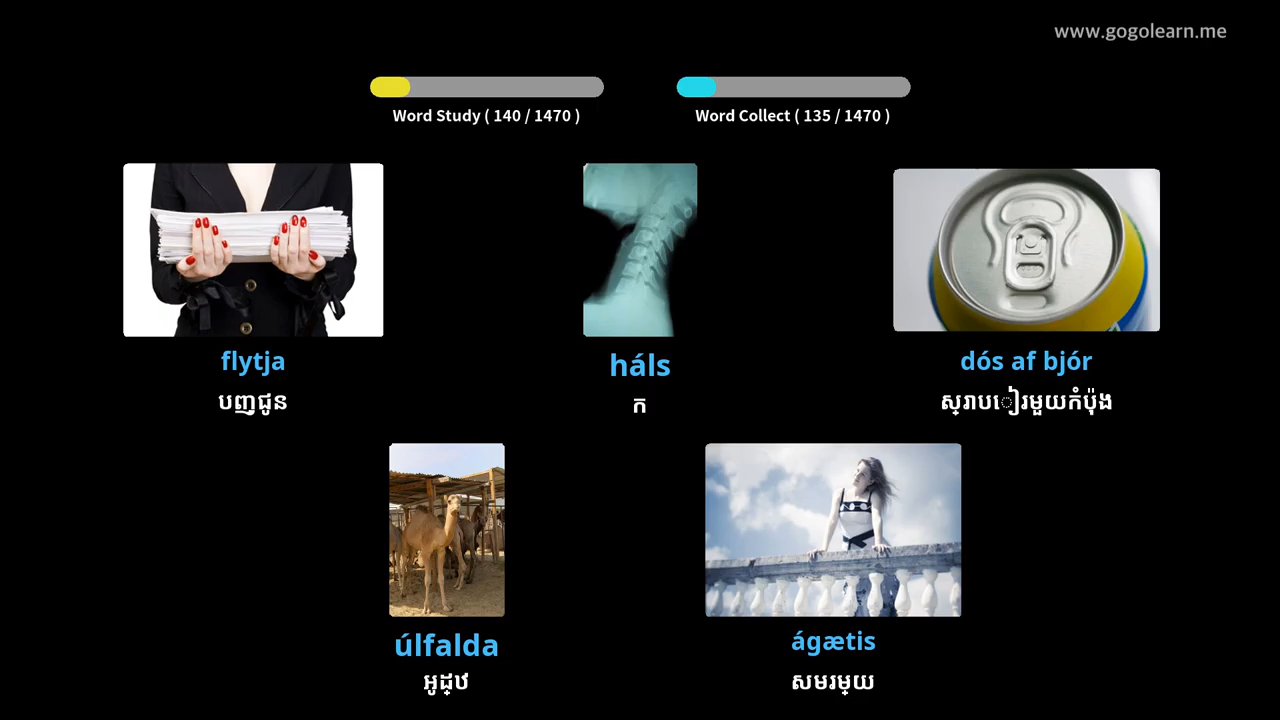 www.gogolearn.me
Word Study ( 140 / 1470 )
Word Collect ( 135 / 1470 )
flytja
បញ្ជូន
háls
ក
dós af bjór
ស្រាបៀរមួយកំប៉ុង
úlfalda
អូដ្ឋ
ágætis
សមរម្យ